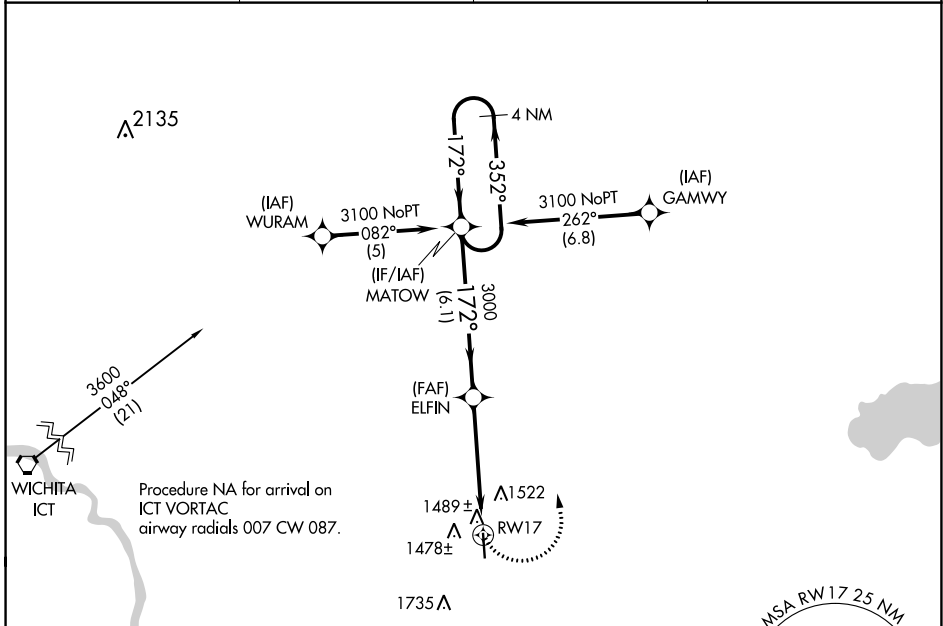 2135
4 NM
172°
352°
(IAF)
GAMWY
3100 NoPT
262°
(6.8)
(IAF)
WURAM
3100 NoPT
082°
(5)
(IF/IAF)
MATOW
3000
172°
(6.1)
3600
048°
(21)
(FAF)
ELFIN
WICHITA
ICT
Procedure NA for arrival on
ICT VORTAC
airway radials 007 CW 087.
1522
1489±
RW17
1478±
1735
MSA RW17 25 NM